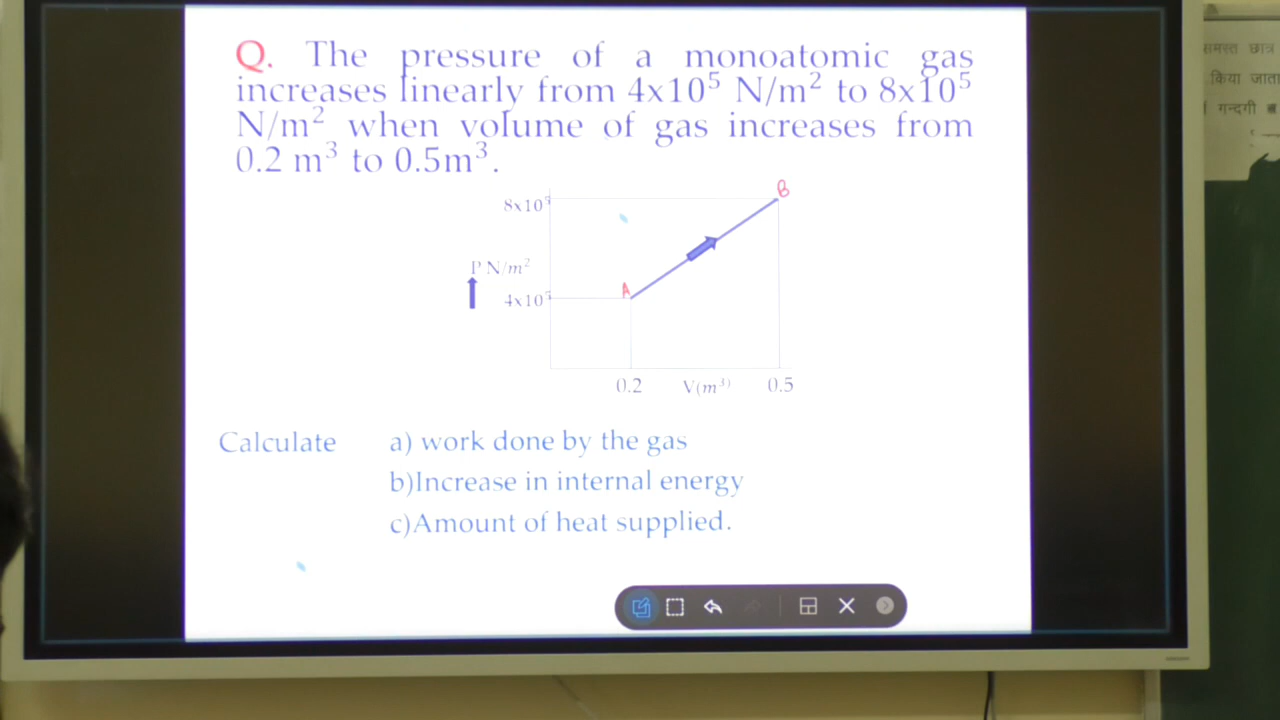 Q. The pressure of a monoatomic gas
increases linearly from 4x10⁵ N/m² to 8x10⁵
N/m² when volume of gas increases from
0.2 m³ to 0.5m³.
B
8x10⁵
P N/m²
A
4x10⁵
0.2 V(m³) 0.5
Calculate a) work done by the gas
b)Increase in internal energy
c)Amount of heat supplied.
समस्त छात्र
किया जाता
गन्दगी